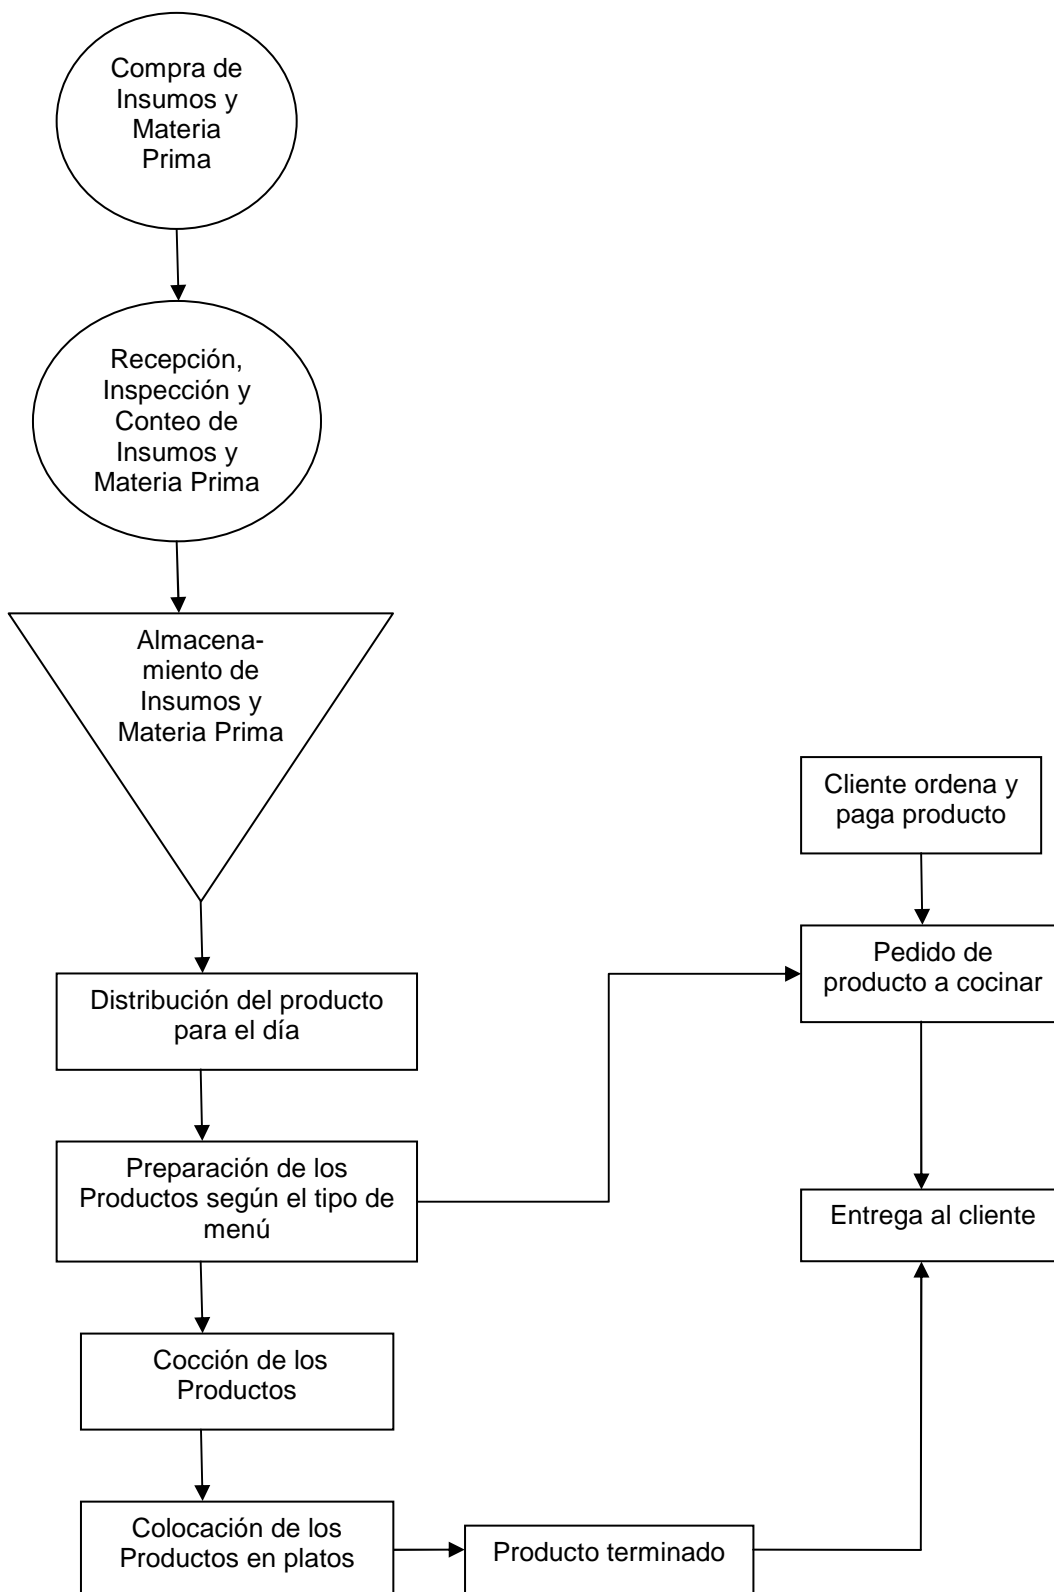 Compra de
Insumos y
Materia
Prima
Recepción,
Inspección y
Conteo de
Insumos y
Materia Prima
Almacena-
miento de
Insumos y
Materia Prima
Cliente ordena y
paga producto
Pedido de
producto a cocinar
Distribución del producto
para el día
Preparación de los
Productos según el tipo de
menú
Entrega al cliente
Cocción de los
Productos
Colocación de los
Productos en platos
Producto terminado